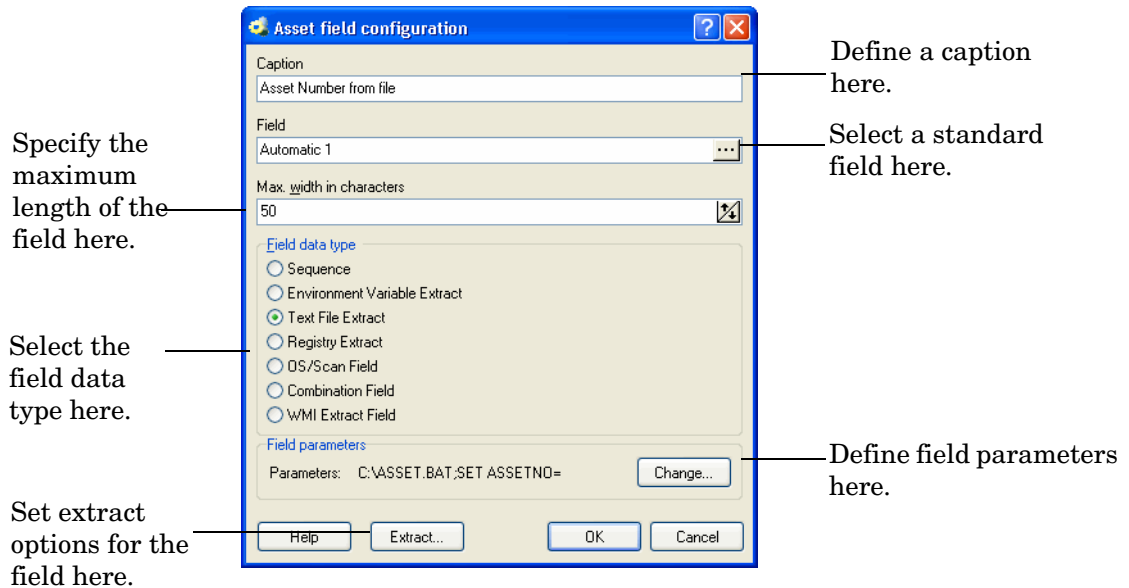 Asset field configuration
Caption
Asset Number from file
Define a caption
here.
Field
Automatic 1
...
Select a standard
field here.
Specify the
maximum
length of the
field here.
Max. width in characters
50
Field data type
Sequence
Environment Variable Extract
Text File Extract
Registry Extract
OS/Scan Field
Combination Field
WMI Extract Field
Select the
field data
type here.
Field parameters
Parameters: C:\ASSET.BAT;SET ASSETNO=
Change...
Define field parameters
here.
Set extract
options for the
field here.
Help
Extract...
OK
Cancel